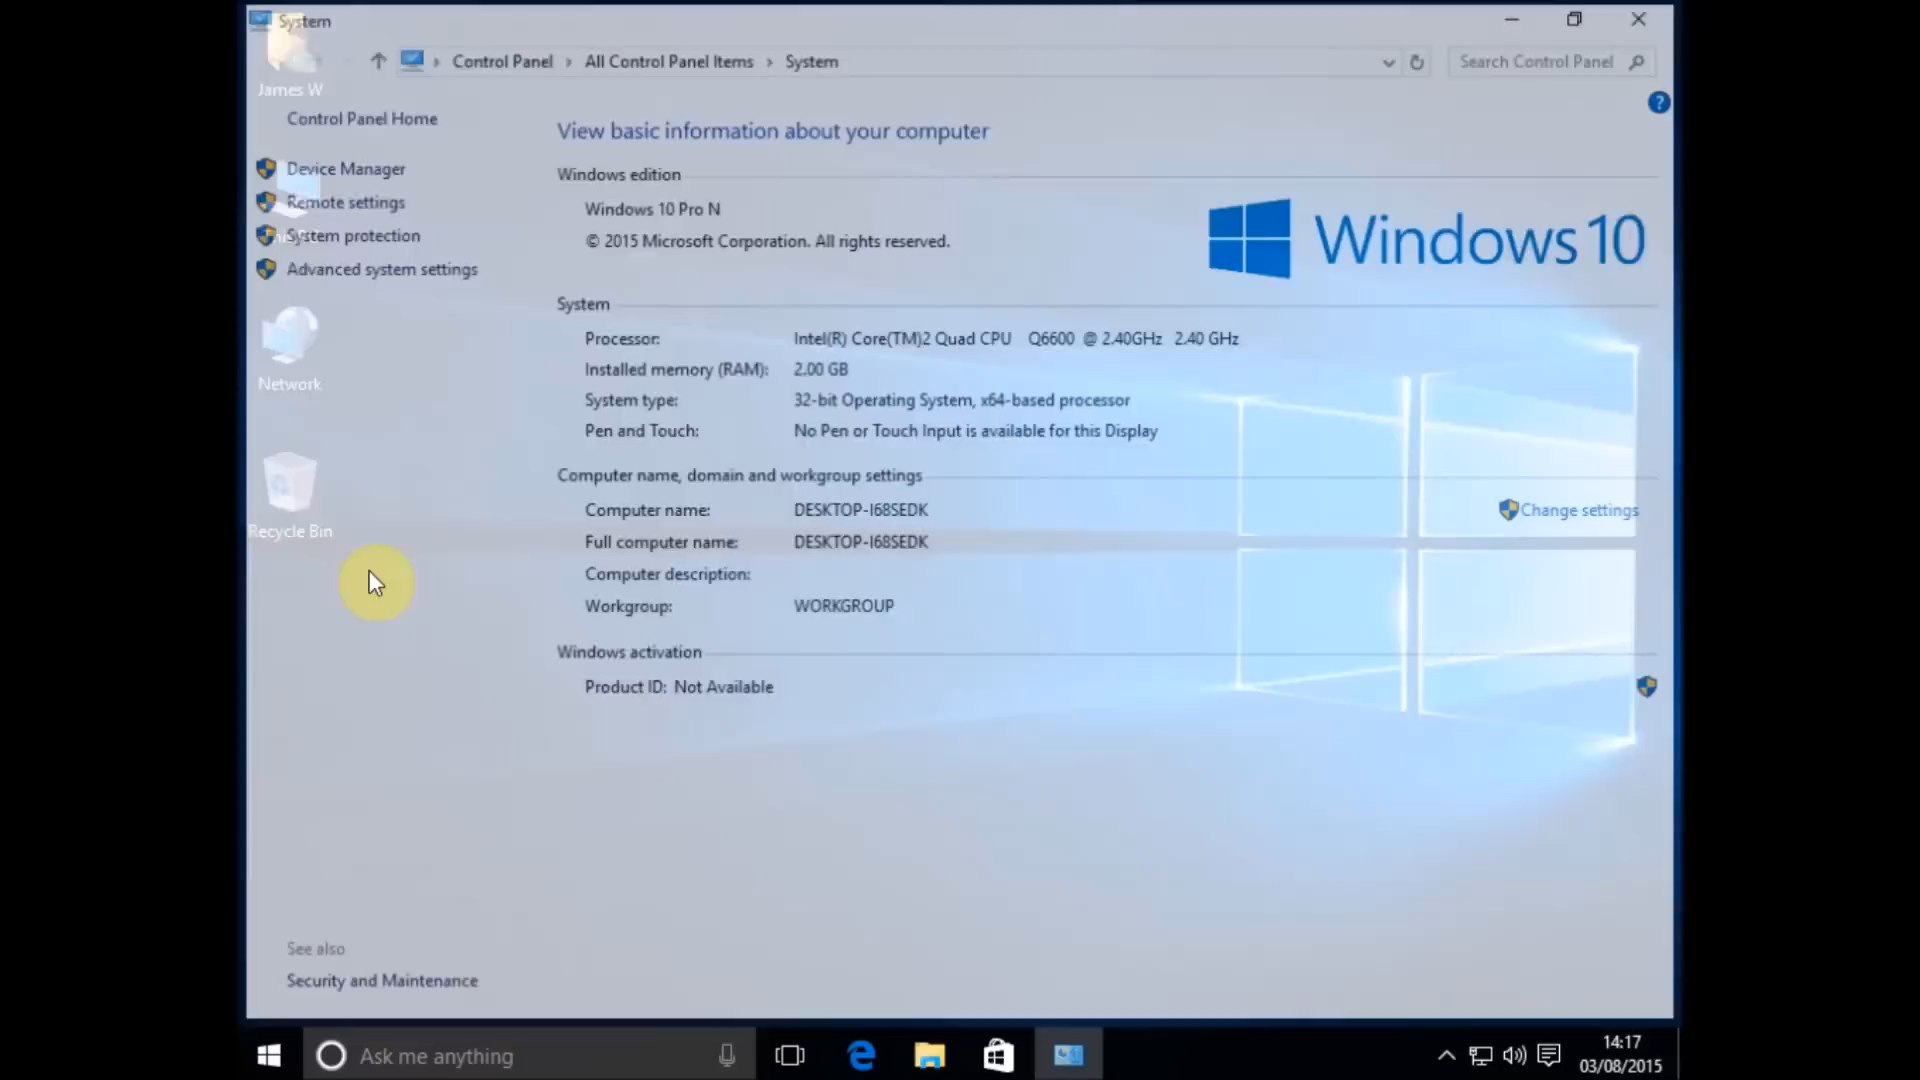 System
James W
Control Panel > All Control Panel Items > System
Search Control Panel
Control Panel Home
Device Manager
Remote settings
System protection
Advanced system settings
Network
Recycle Bin
See also
Security and Maintenance
View basic information about your computer
Windows edition
Windows 10 Pro N
© 2015 Microsoft Corporation. All rights reserved.
Windows 10
System
Processor: Intel(R) Core(TM)2 Quad CPU Q6600 @ 2.40GHz 2.40 GHz
Installed memory (RAM): 2.00 GB
System type: 32-bit Operating System, x64-based processor
Pen and Touch: No Pen or Touch Input is available for this Display
Computer name, domain and workgroup settings
Computer name: DESKTOP-I68SEDK
Change settings
Full computer name: DESKTOP-I68SEDK
Computer description:
Workgroup: WORKGROUP
Windows activation
Product ID: Not Available
Ask me anything
14:17
03/08/2015